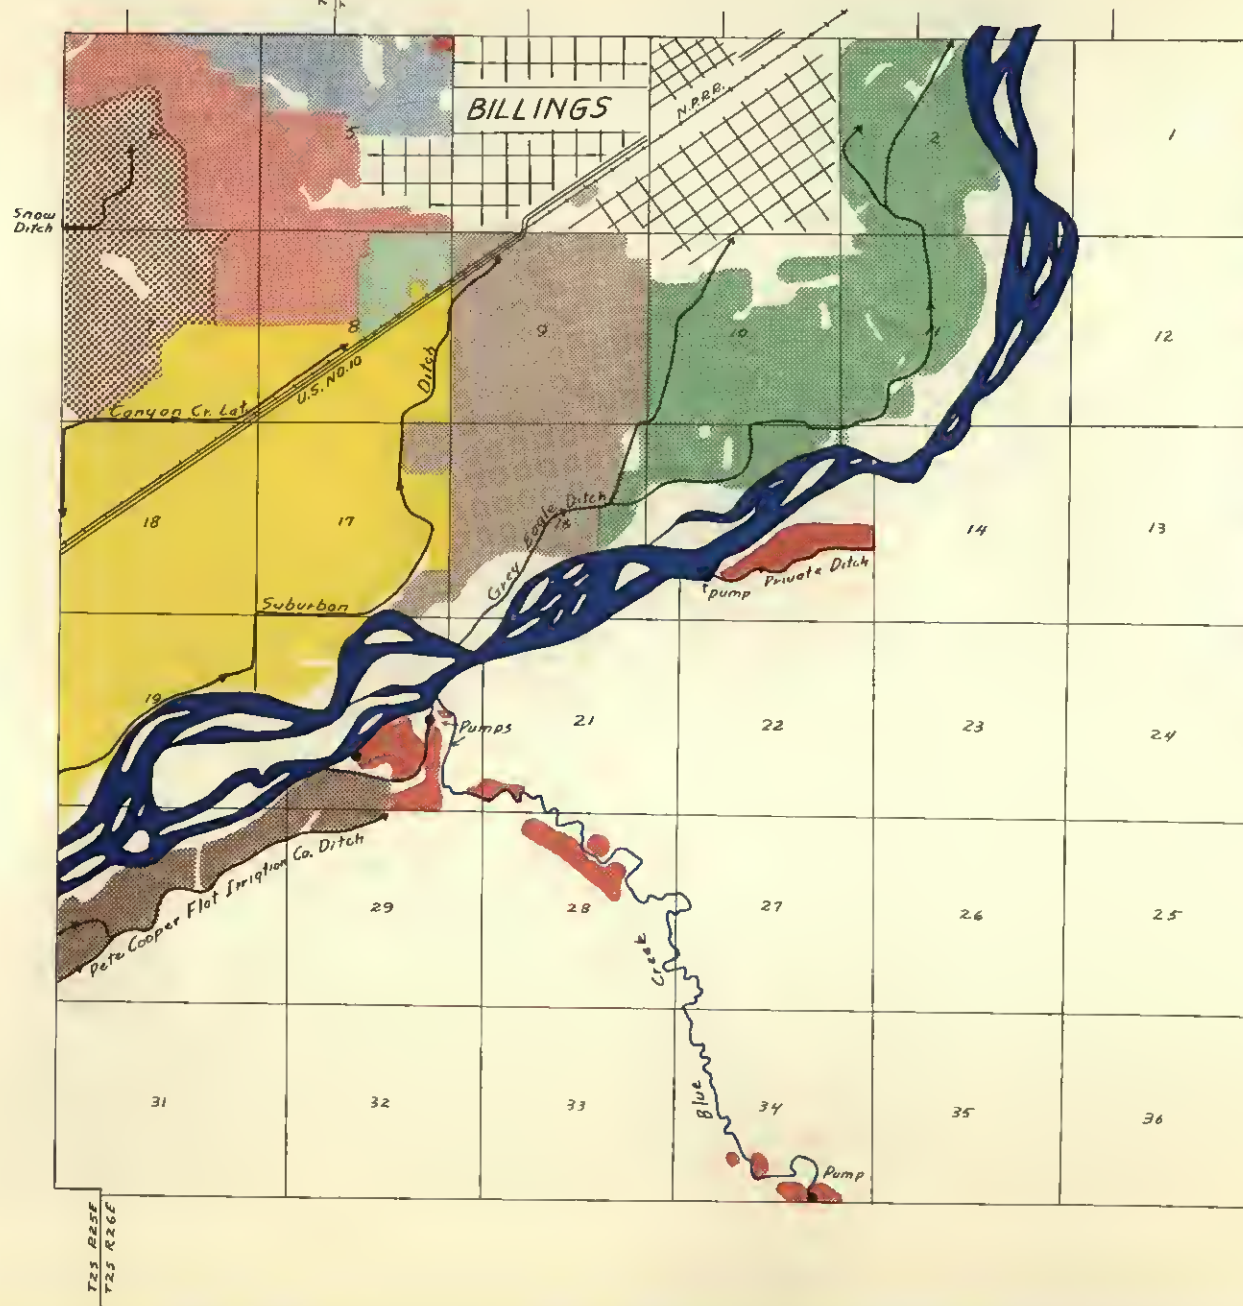 BILLINGS
N.P.R.R.
2
1
5
Snow
Ditch
7
8
9
10
11
12
U.S. NO. 10
Ditch
Canyon Cr. Lat.
18
17
Grey Eagle Ditch
14
13
Private Ditch
Pump
Suburban
19
Pumps
21
22
23
24
Pete Cooper Flat Irrigtion Co. Ditch
29
28
27
26
25
Creek
Blue
31
32
33
34
35
36
Pump
T2S R25E
T2S R26E